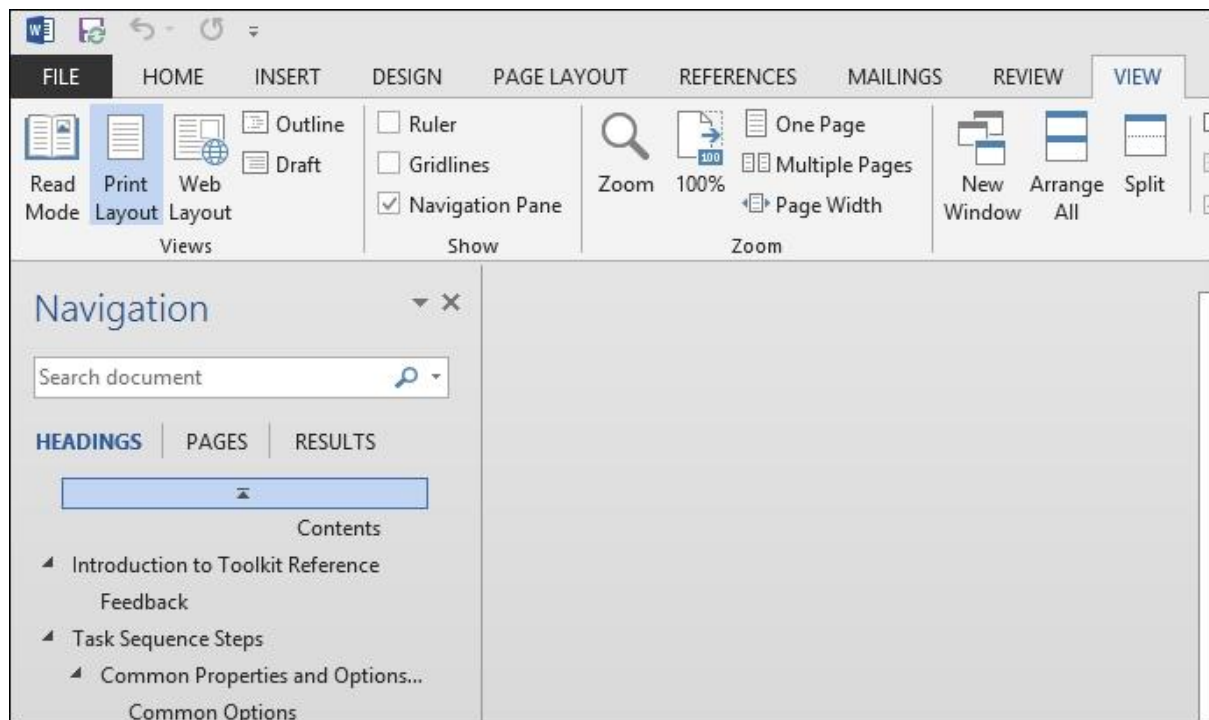 FILE HOME INSERT DESIGN PAGE LAYOUT REFERENCES MAILINGS REVIEW VIEW
Read Mode
Print Layout
Web Layout
Outline
Draft
Views
Ruler
Gridlines
Navigation Pane
Show
Zoom
100
100%
One Page
Multiple Pages
Page Width
Zoom
New Window
Arrange All
Split
Navigation
Search document
HEADINGS PAGES RESULTS
Contents
Introduction to Toolkit Reference
Feedback
Task Sequence Steps
Common Properties and Options...
Common Options